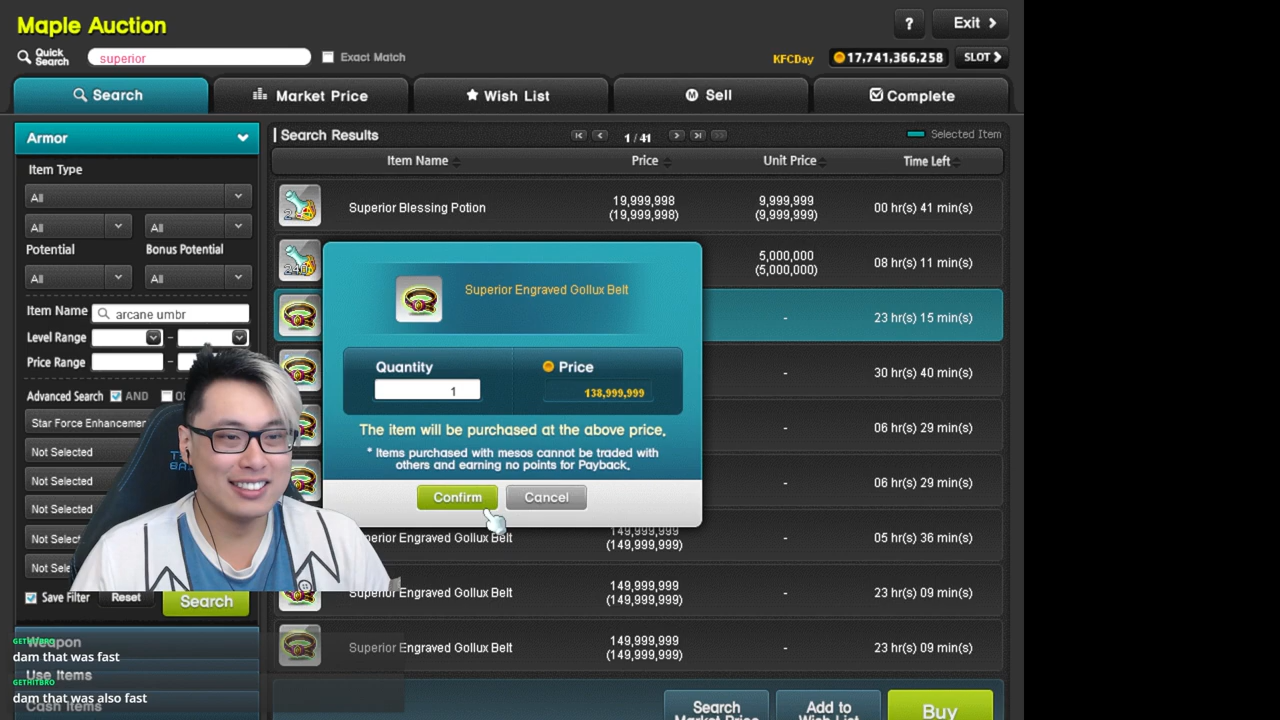 Maple Auction
? Exit
Quick Search superior Exact Match KFCDay 17,741,366,258 SLOT
Search Market Price Wish List Sell Complete
Armor
Item Type
All
All All
Potential Bonus Potential
All All
Item Name arcane umbr
Level Range –
Price Range –
Advanced Search AND
Star Force Enhancemen
Not Selected
Not Selected
Not Selected
Not Select
Not Sele
Save Filter Reset Search
Weapon
Use Items
Cash Items
GETHITBRO
dam that was fast
GETHITBRO
dam that was also fast
Search Results 1 / 41 Selected Item
Item Name Price Unit Price Time Left
Superior Blessing Potion 19,999,998 (19,999,998) 9,999,999 (9,999,999) 00 hr(s) 41 min(s)
5,000,000 (5,000,000) 08 hr(s) 11 min(s)
- 23 hr(s) 15 min(s)
- 30 hr(s) 40 min(s)
- 06 hr(s) 29 min(s)
- 06 hr(s) 29 min(s)
Superior Engraved Gollux Belt 149,999,999 (149,999,999) - 05 hr(s) 36 min(s)
Superior Engraved Gollux Belt 149,999,999 (149,999,999) - 23 hr(s) 09 min(s)
Superior Engraved Gollux Belt 149,999,999 (149,999,999) - 23 hr(s) 09 min(s)
Superior Engraved Gollux Belt
Quantity Price
1 138,999,999
The item will be purchased at the above price.
* Items purchased with mesos cannot be traded with
others and earning no points for Payback.
Confirm Cancel
Search Market Price Add to Wish List Buy